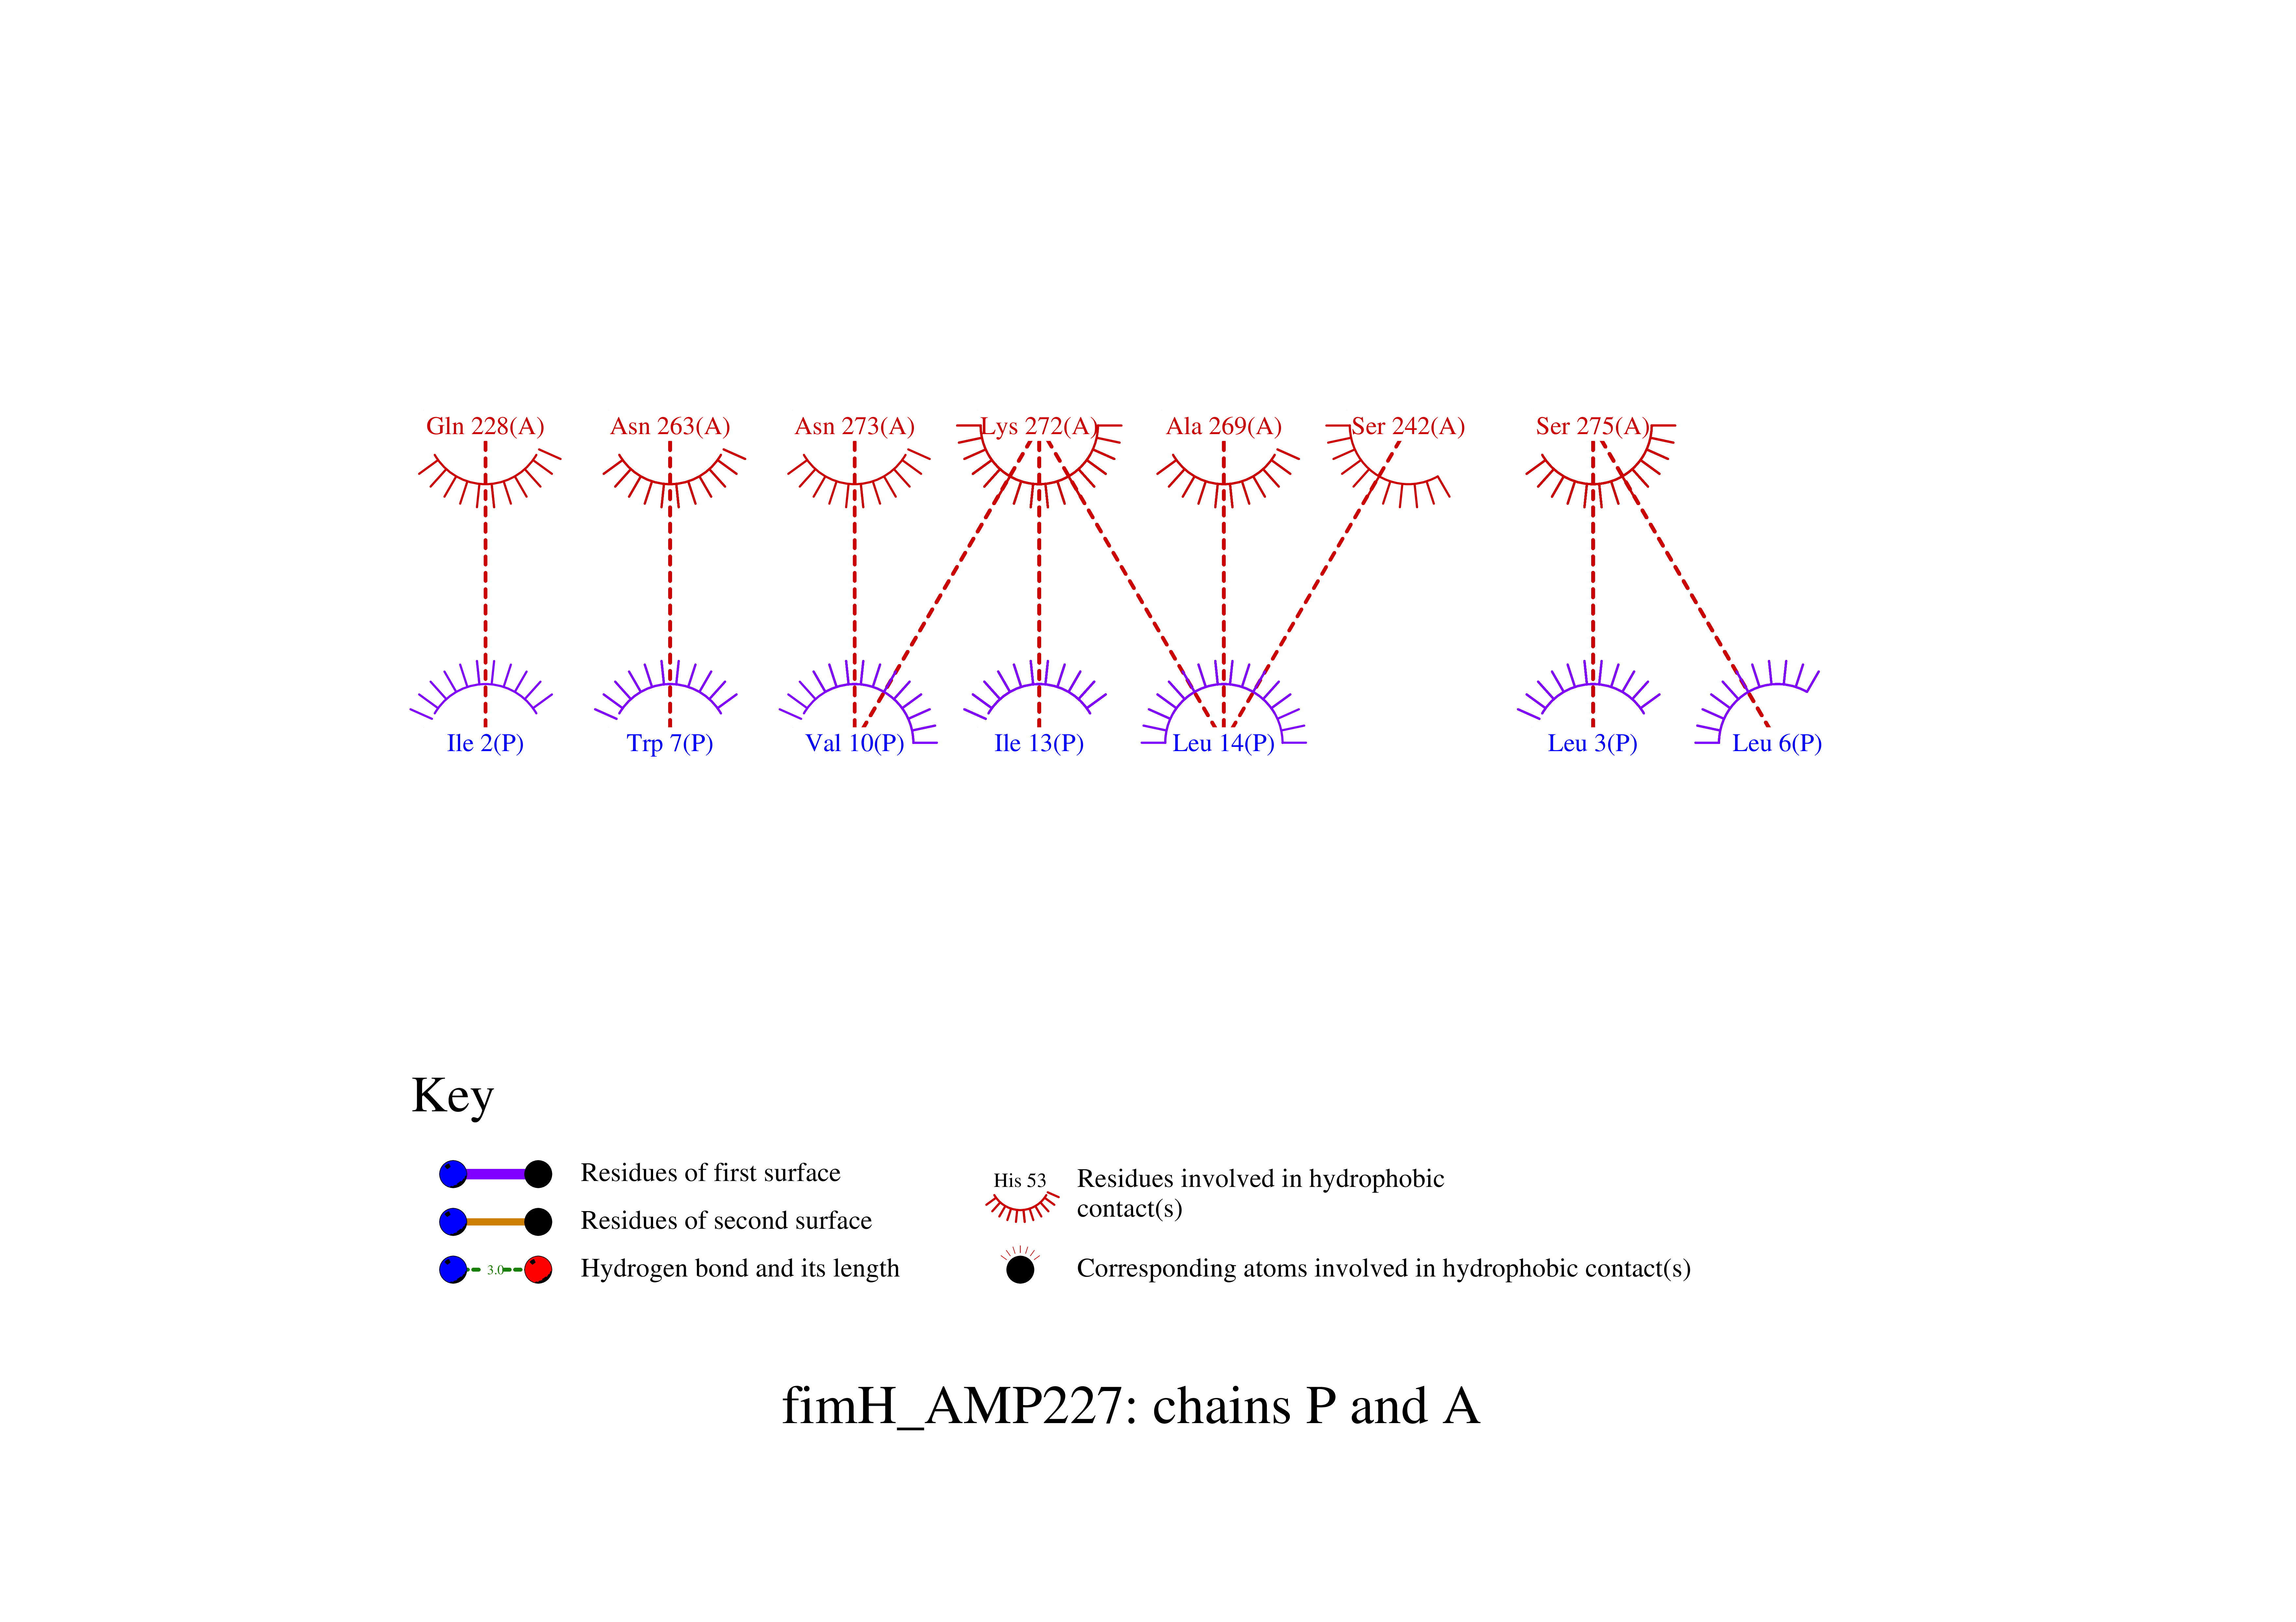 Gln 228(A) Asn 263(A) Asn 273(A) Lys 272(A) Ala 269(A) Ser 242(A) Ser 275(A)
Ile 2(P) Trp 7(P) Val 10(P) Ile 13(P) Leu 14(P) Leu 3(P) Leu 6(P)
Key
Residues of first surface
Residues of second surface
3.0 Hydrogen bond and its length
His 53 Residues involved in hydrophobic
contact(s)
Corresponding atoms involved in hydrophobic contact(s)
fimH_AMP227: chains P and A